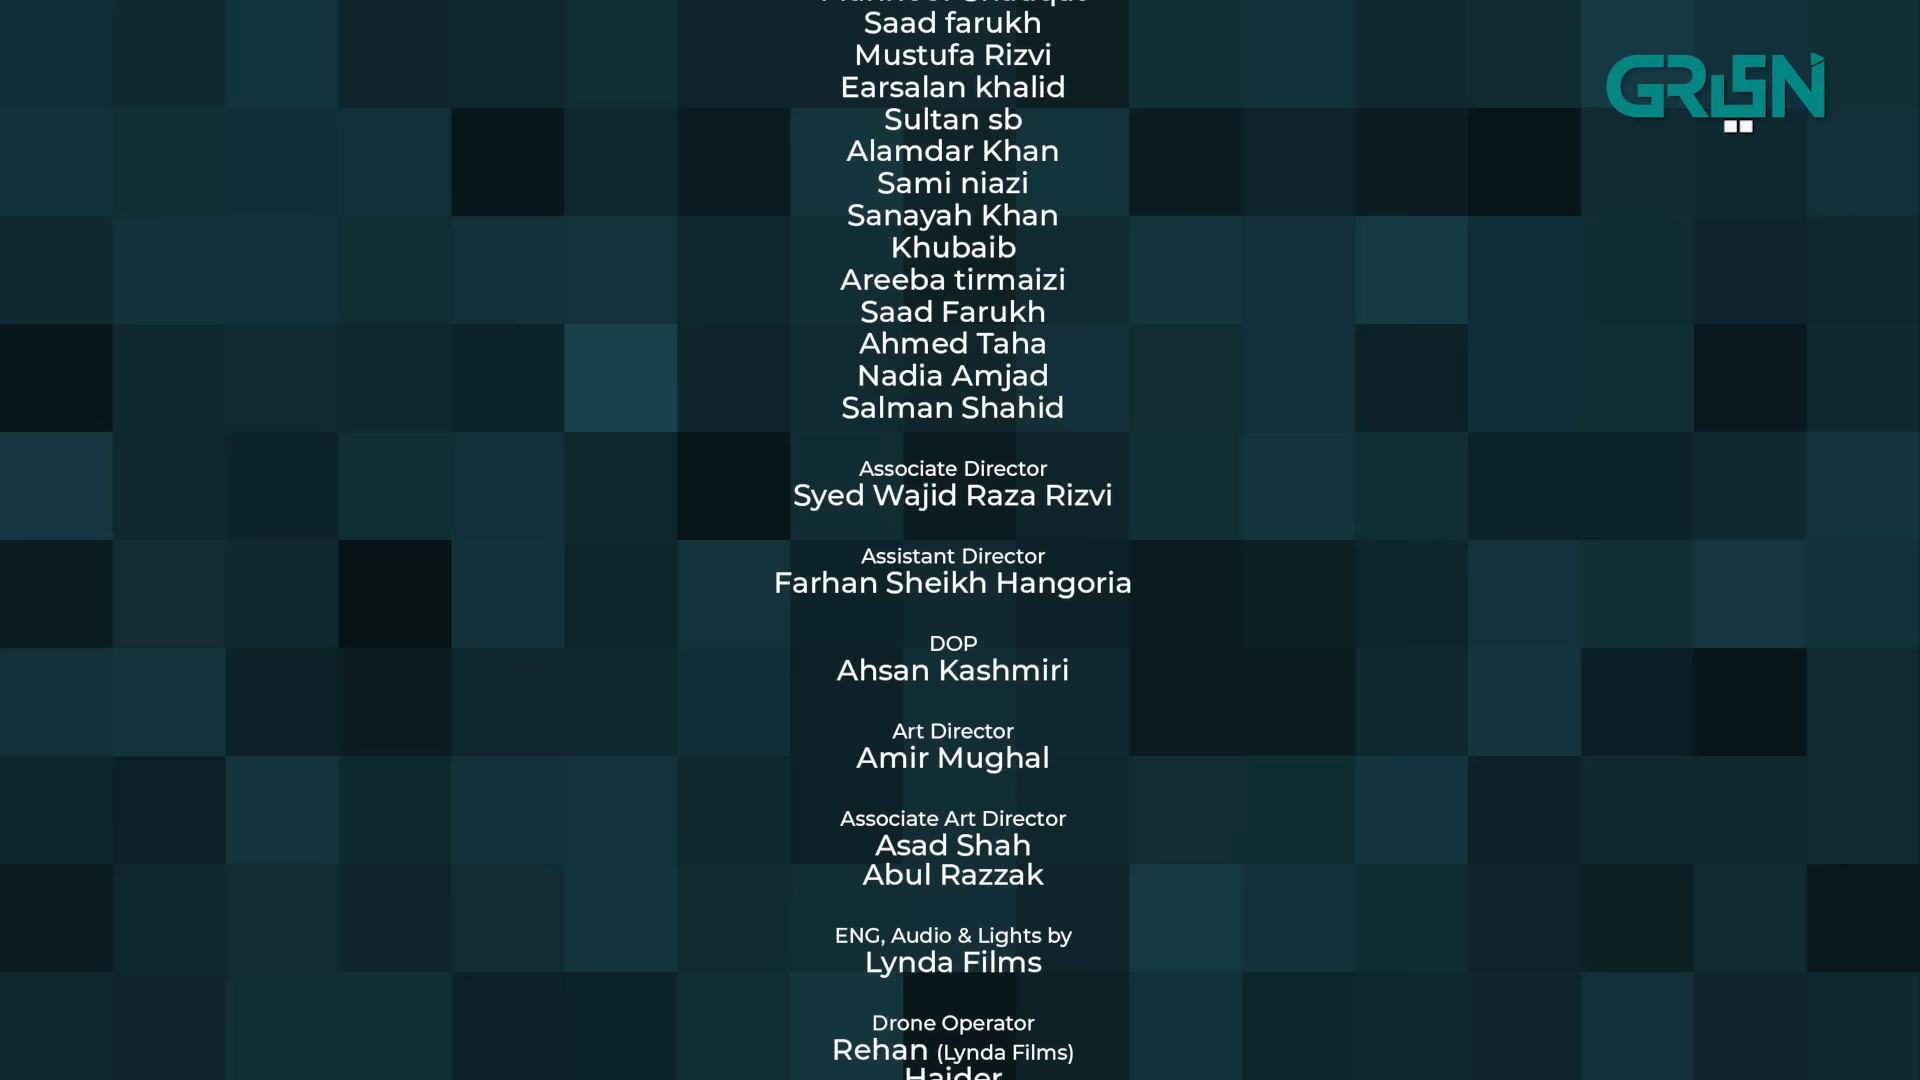 Saad farukh
Mustufa Rizvi
Earsalan khalid
Sultan sb
Alamdar Khan
Sami niazi
Sanayah Khan
Khubaib
Areeba tirmaizi
Saad Farukh
Ahmed Taha
Nadia Amjad
Salman Shahid
Associate Director
Syed Wajid Raza Rizvi
Assistant Director
Farhan Sheikh Hangoria
DOP
Ahsan Kashmiri
Art Director
Amir Mughal
Associate Art Director
Asad Shah
Abul Razzak
ENG, Audio & Lights by
Lynda Films
Drone Operator
Rehan (Lynda Films)
Haider